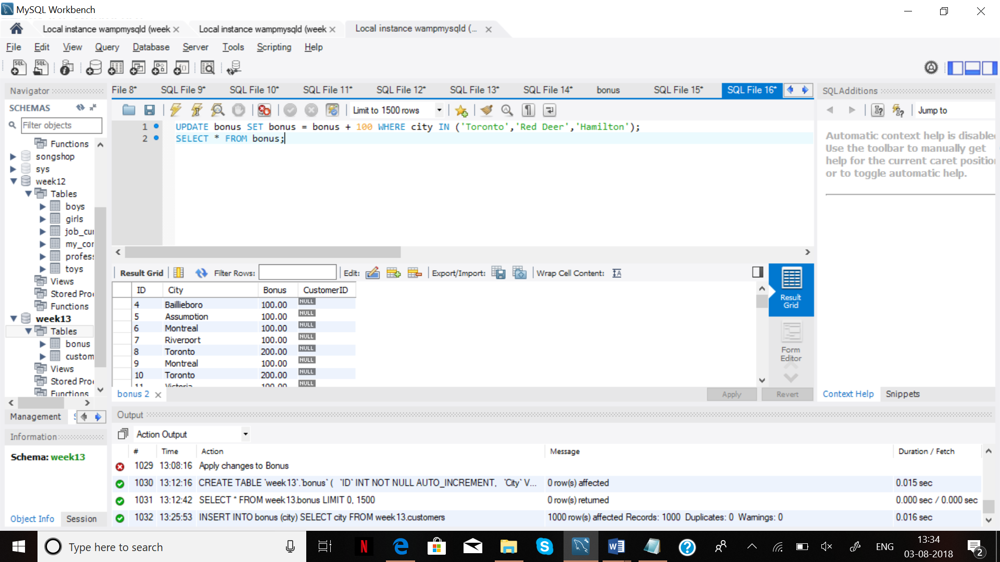 MySQL Workbench
Local instance wampmysqld (week
Local instance wampmysqld (week
Local instance wampmysqld (...
File Edit View Query Database Server Tools Scripting Help
Navigator
File 8* SQL File 9* SQL File 10* SQL File 11* SQL File 12* SQL File 13* SQL File 14* bonus SQL File 15* SQL File 16*
SQLAdditions
SCHEMAS
Filter objects
Functions
songshop
sys
week12
Tables
boys
girls
job_cur
my_cor
profes
toys
Views
Stored Pro
Functions
week13
Tables
bonus
custom
Views
Stored Pro
Functions
Management
Information
Schema: week13
Object Info Session
Limit to 1500 rows
1 UPDATE bonus SET bonus = bonus + 100 WHERE city IN ('Toronto','Red Deer','Hamilton');
2 SELECT * FROM bonus;
Jump to
Automatic context help is disable
Use the toolbar to manually get
help for the current caret position
or to toggle automatic help.
Result Grid Filter Rows: Edit: Export/Import: Wrap Cell Content:
ID City Bonus CustomerID
4 Baillieboro 100.00 NULL
5 Assumption 100.00 NULL
6 Montreal 100.00 NULL
7 Riverport 100.00 NULL
8 Toronto 200.00 NULL
9 Montreal 100.00 NULL
10 Toronto 200.00 NULL
11 Victoria 100.00 NULL
Result
Grid
Form
Editor
bonus 2
Apply Revert
Context Help Snippets
Output
Action Output
# Time Action Message Duration / Fetch
1029 13:08:16 Apply changes to Bonus
1030 13:12:16 CREATE TABLE `week13`.`bonus` ( `ID` INT NOT NULL AUTO_INCREMENT, `City` V... 0 row(s) affected 0.015 sec
1031 13:12:42 SELECT * FROM week13.bonus LIMIT 0, 1500 0 row(s) returned 0.000 sec / 0.000 sec
1032 13:25:53 INSERT INTO bonus (city) SELECT city FROM week13.customers 1000 row(s) affected Records: 1000 Duplicates: 0 Warnings: 0 0.016 sec
Type here to search
ENG
13:34
03-08-2018
2